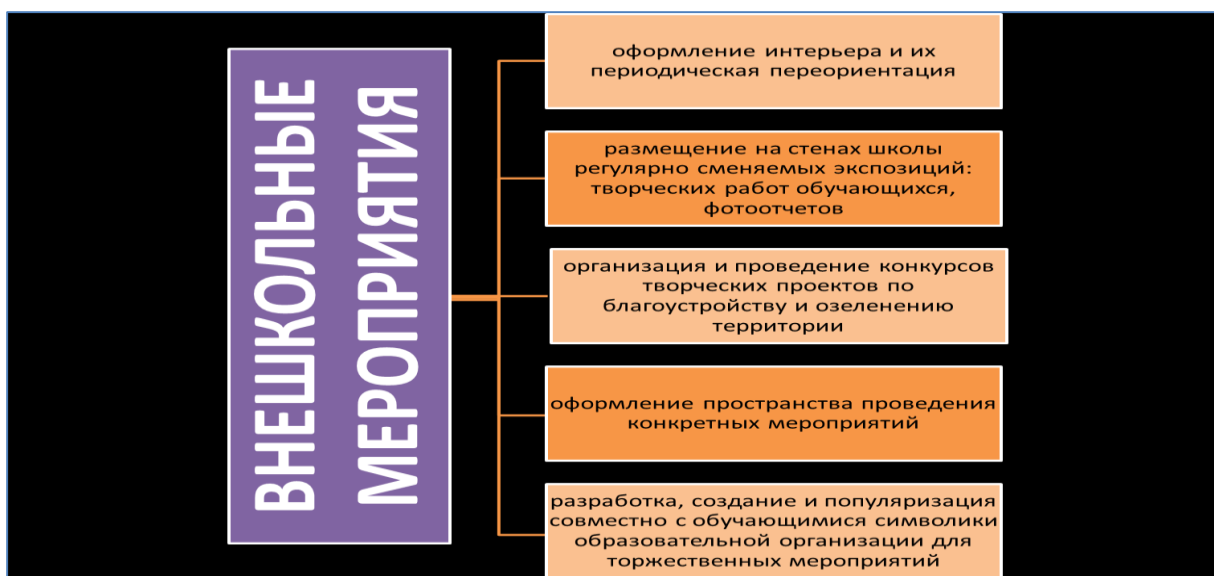 ВНЕШКОЛЬНЫЕ
МЕРОПРИЯТИЯ
оформление интерьера и их
периодическая переориентация
размещение на стенах школы
регулярно сменяемых экспозиций:
творческих работ обучающихся,
фотоотчетов
организация и проведение конкурсов
творческих проектов по
благоустройству и озеленению
территории
оформление пространства проведения
конкретных мероприятий
разработка, создание и популяризация
совместно с обучающимися символики
образовательной организации для
торжественных мероприятий